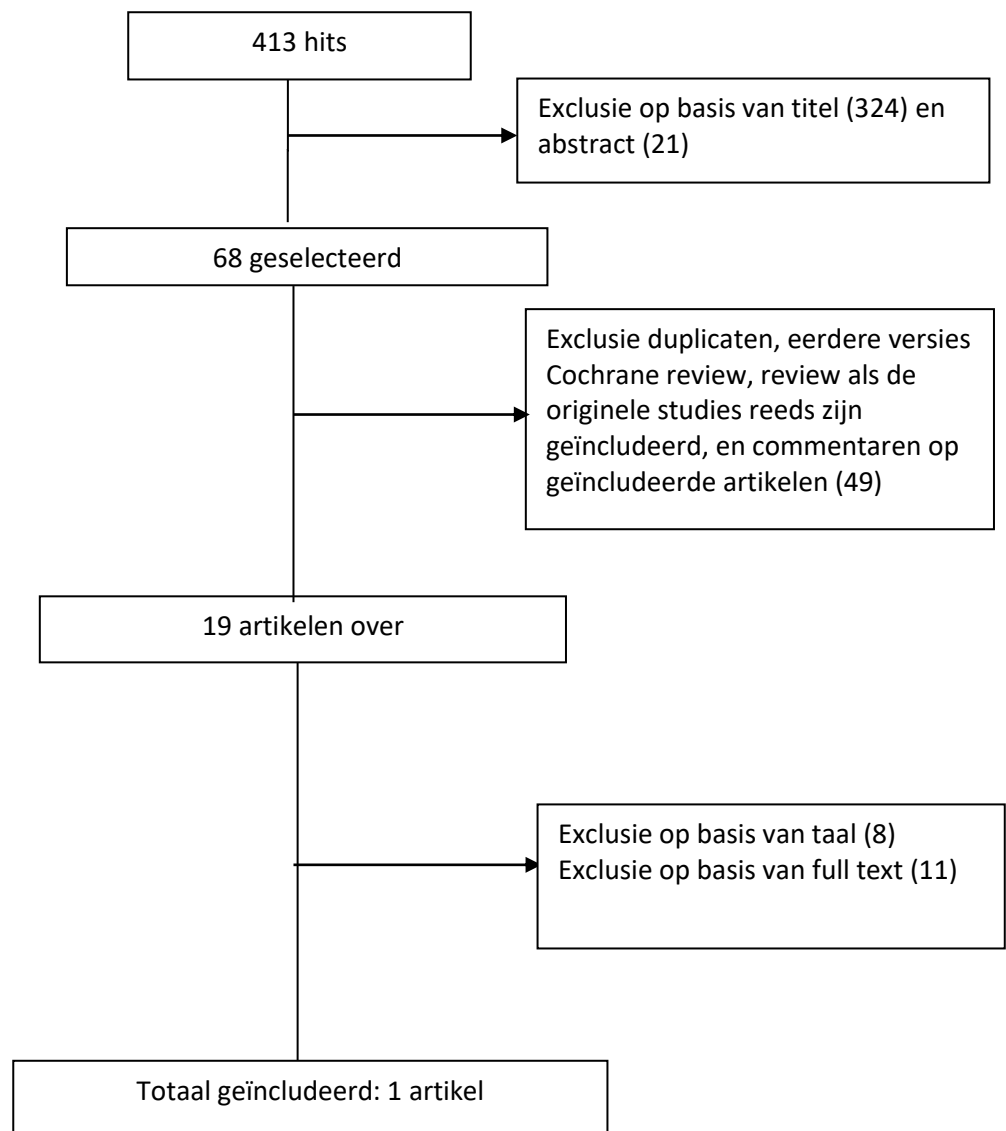 413 hits
Exclusie op basis van titel (324) en
abstract (21)
68 geselecteerd
Exclusie duplicaten, eerdere versies
Cochrane review, review als de
originele studies reeds zijn
geïncludeerd, en commentaren op
geïncludeerde artikelen (49)
19 artikelen over
Exclusie op basis van taal (8)
Exclusie op basis van full text (11)
Totaal geïncludeerd: 1 artikel